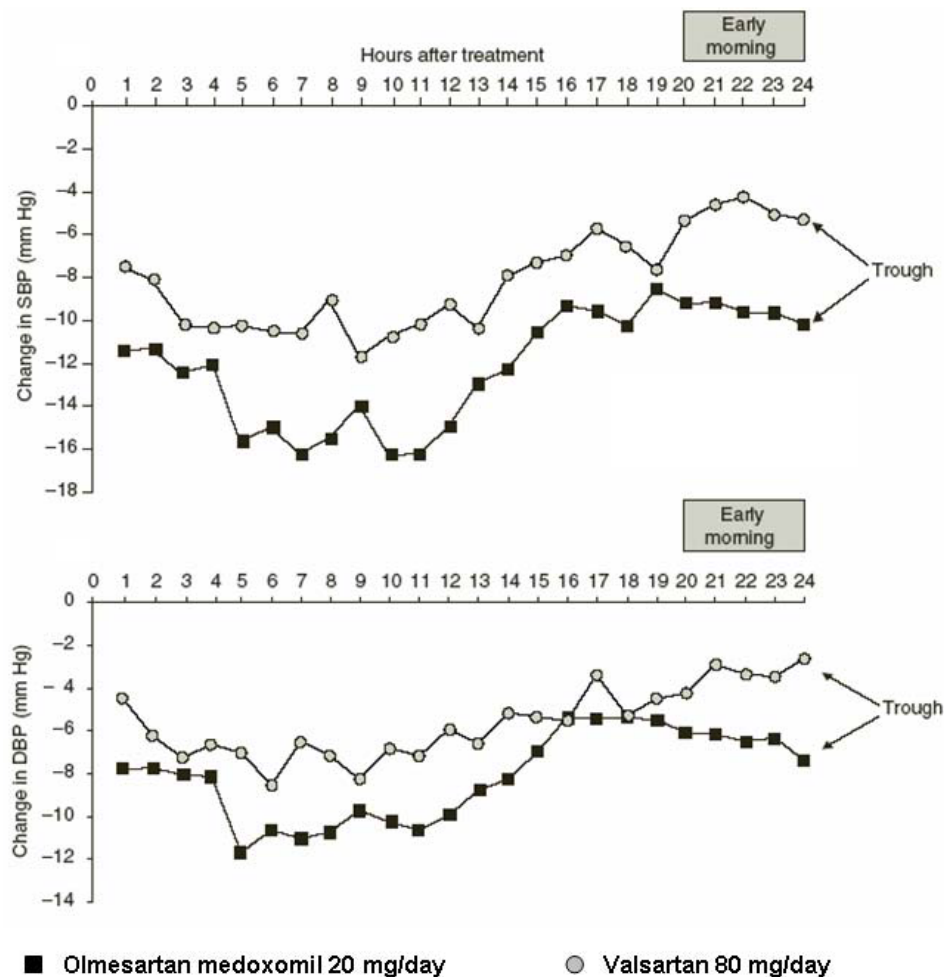 Early
morning
Hours after treatment
0 1 2 3 4 5 6 7 8 9 10 11 12 13 14 15 16 17 18 19 20 21 22 23 24
0
−2
−4
−6
−8
−10
−12
−14
−16
−18
Change in SBP (mm Hg)
Trough
Early
morning
0 1 2 3 4 5 6 7 8 9 10 11 12 13 14 15 16 17 18 19 20 21 22 23 24
0
−2
− 4
−6
−8
−10
−12
−14
Change in DBP (mm Hg)
Trough
Olmesartan medoxomil 20 mg/day Valsartan 80 mg/day